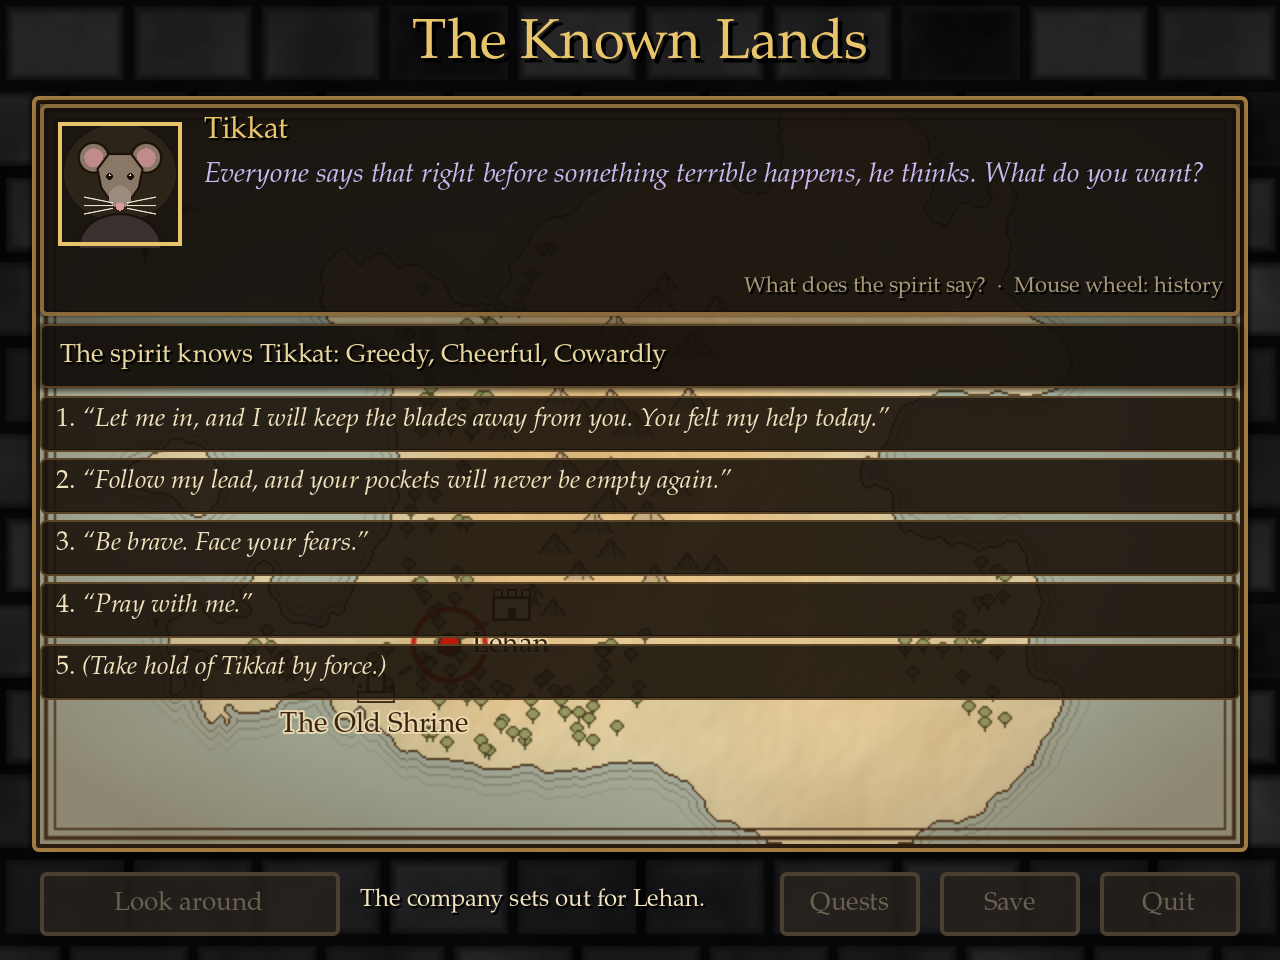 The Known Lands
Tikkat
Everyone says that right before something terrible happens, he thinks. What do you want?
What does the spirit say? · Mouse wheel: history
The spirit knows Tikkat: Greedy, Cheerful, Cowardly
1. “Let me in, and I will keep the blades away from you. You felt my help today.”
2. “Follow my lead, and your pockets will never be empty again.”
3. “Be brave. Face your fears.”
4. “Pray with me.”
Lehan
5. (Take hold of Tikkat by force.)
The Old Shrine
Look around
The company sets out for Lehan.
Quests
Save
Quit